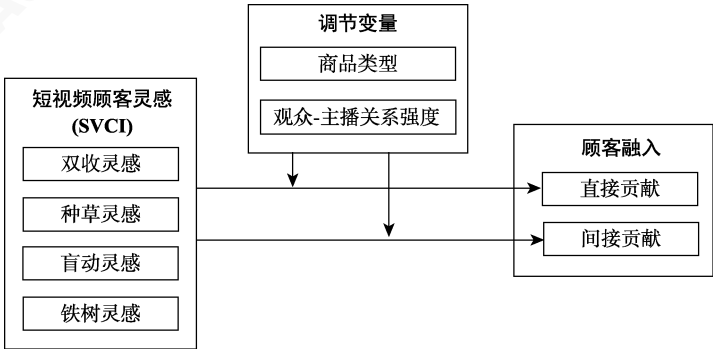 调节变量
商品类型
观众-主播关系强度
短视频顾客灵感
(SVCI)
双收灵感
种草灵感
盲动灵感
铁树灵感
顾客融入
直接贡献
间接贡献